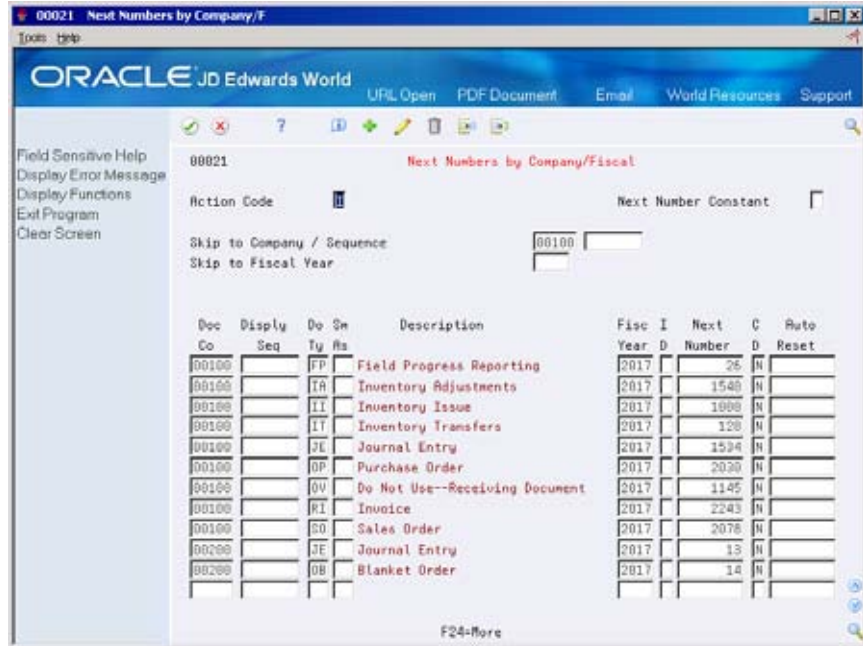 00021 Next Numbers by Company/F
Tools Help
ORACLE JD Edwards World
URL Open PDF Document Email World Resources Support
Field Sensitive Help
Display Error Message
Display Functions
Exit Program
Clear Screen
00021 Next Numbers by Company/Fiscal
Action Code I Next Number Constant
Skip to Company / Sequence 00100
Skip to Fiscal Year
Doc Disply Do Sm Description Fisc I Next C Auto
Co Seq Ty As Year D Number D Reset
00100 FP Field Progress Reporting 2017 26 N
00100 IA Inventory Adjustments 2017 1540 N
00100 II Inventory Issue 2017 1000 N
00100 IT Inventory Transfers 2017 120 N
00100 JE Journal Entry 2017 1534 N
00100 OP Purchase Order 2017 2030 N
00100 OV Do Not Use--Receiving Document 2017 1145 N
00100 RI Invoice 2017 2243 N
00100 SO Sales Order 2017 2078 N
00200 JE Journal Entry 2017 13 N
00200 OB Blanket Order 2017 14 N
F24=More